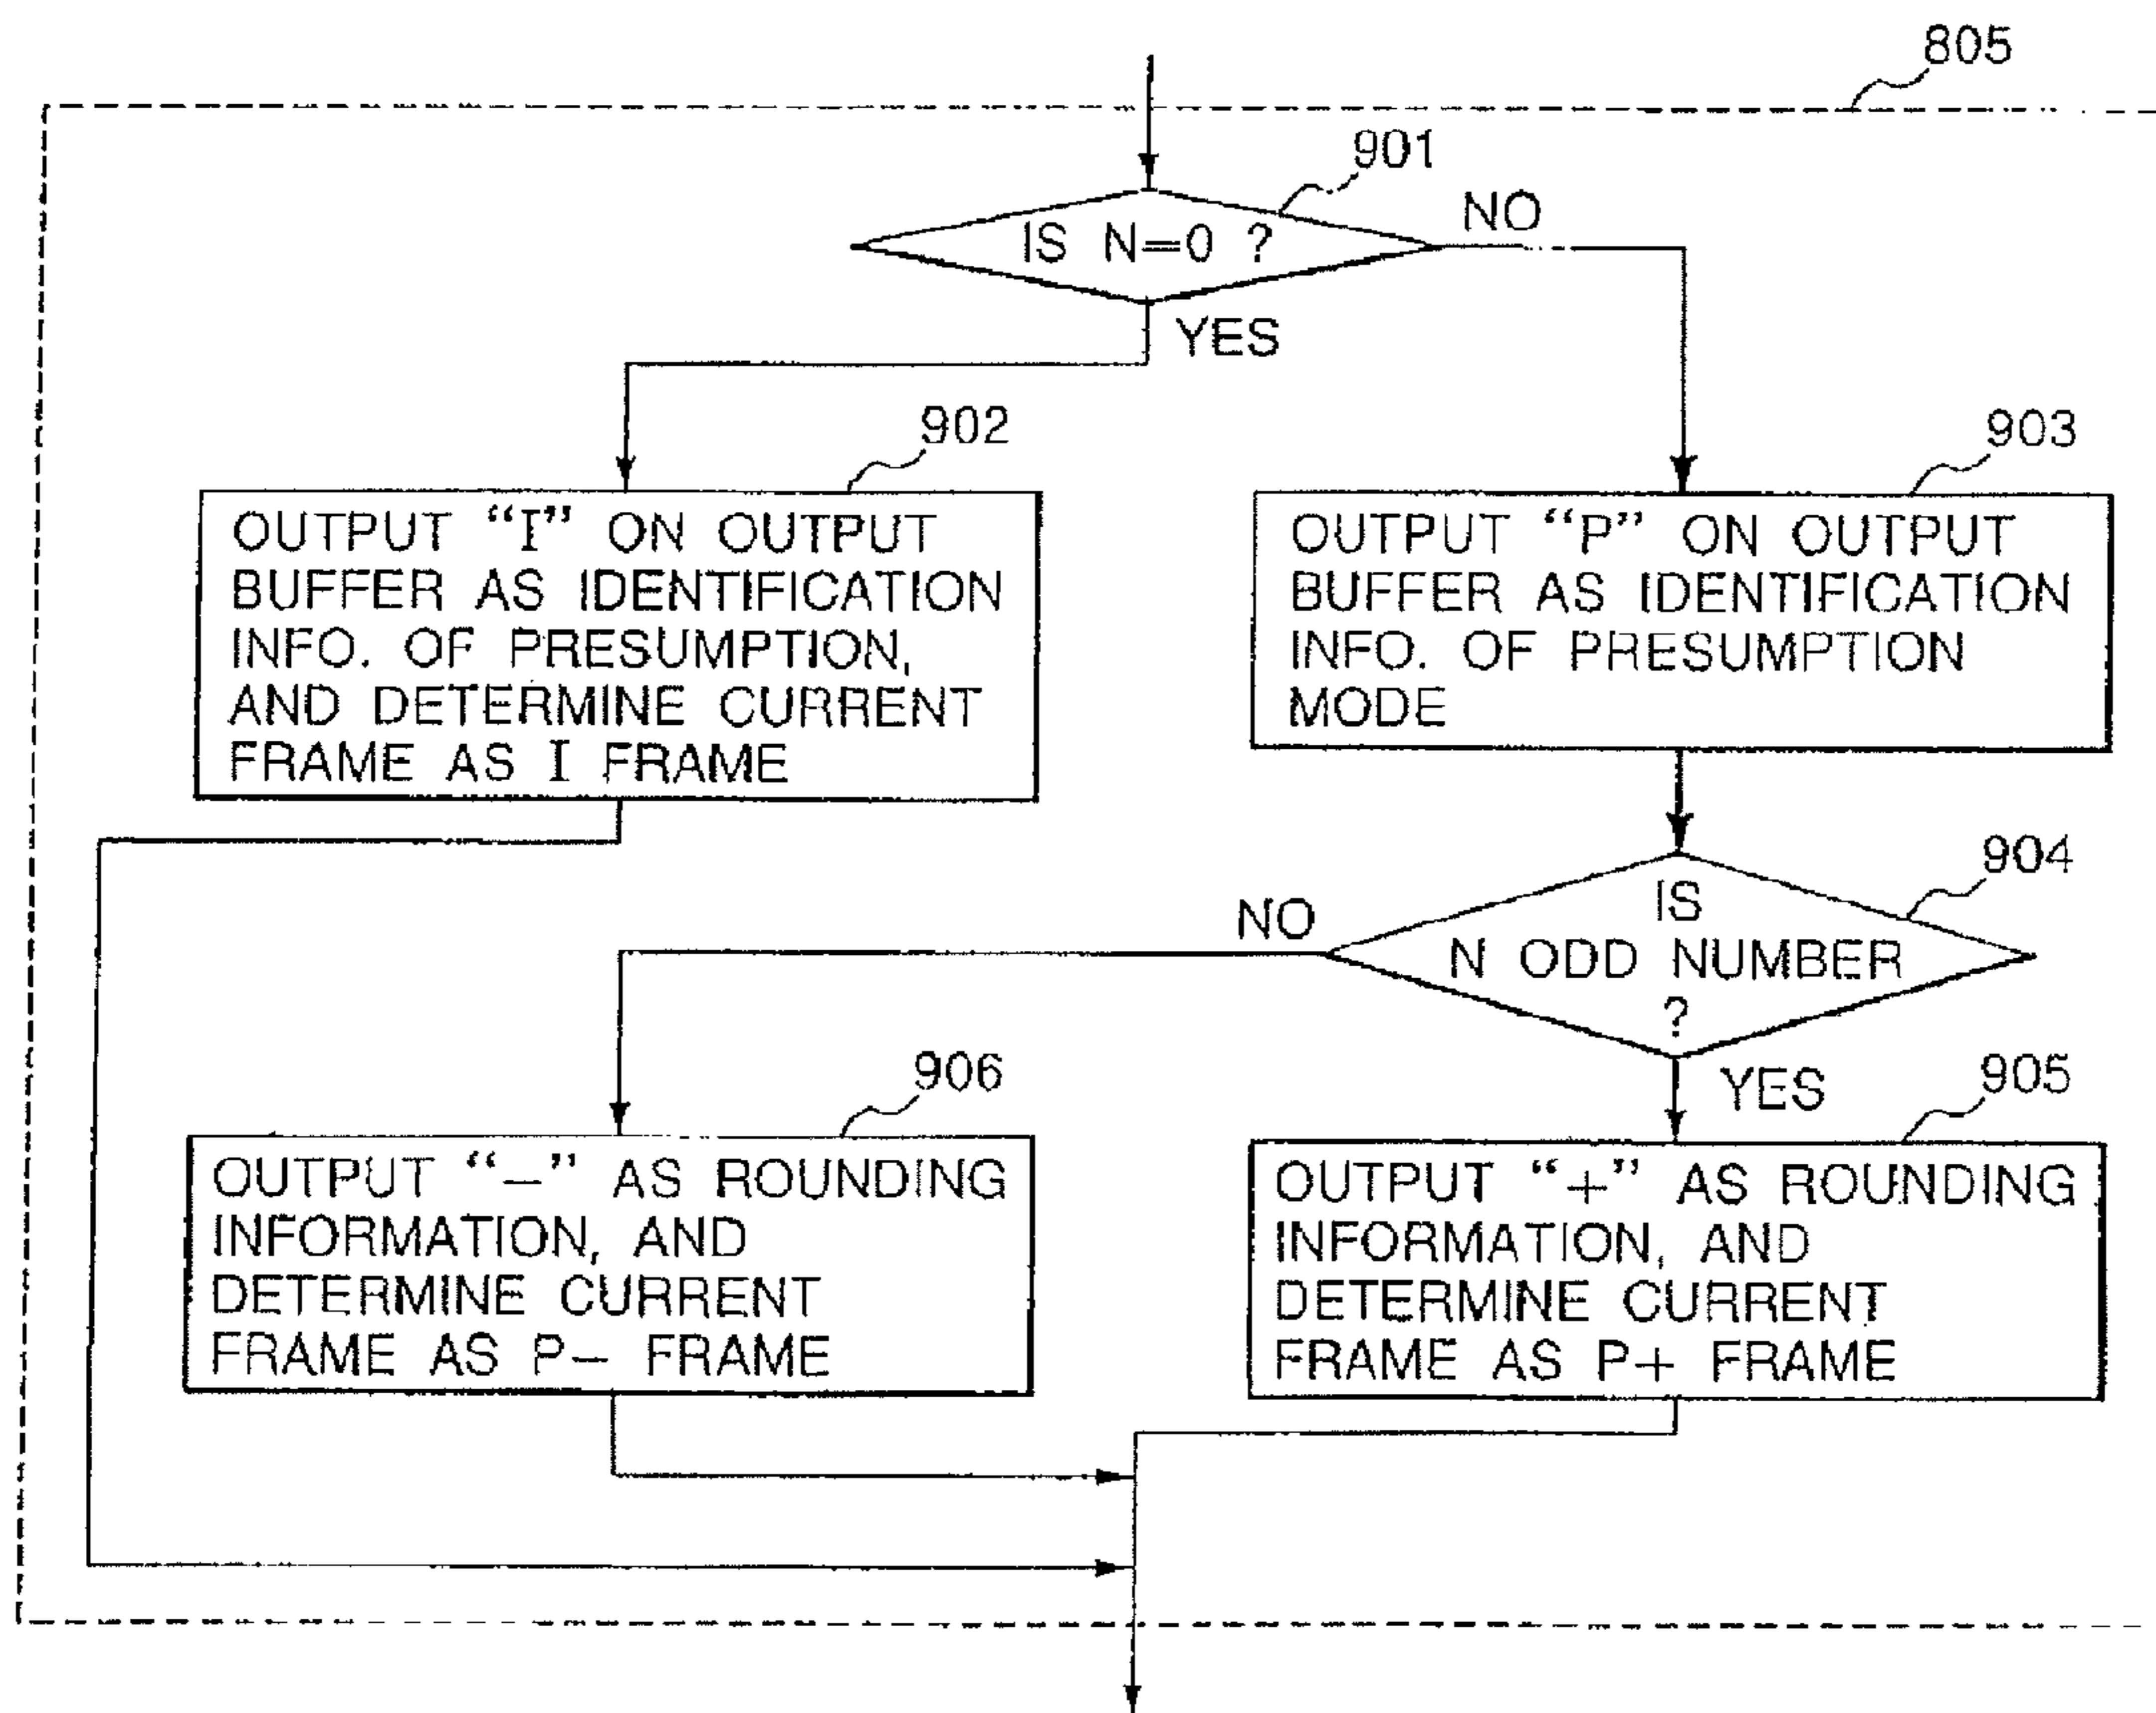 805
901
IS N=0 ?
NO
YES
902
OUTPUT “I” ON OUTPUT
BUFFER AS IDENTIFICATION
INFO. OF PRESUMPTION,
AND DETERMINE CURRENT
FRAME AS I FRAME
903
OUTPUT “P” ON OUTPUT
BUFFER AS IDENTIFICATION
INFO. OF PRESUMPTION
MODE
904
IS
N ODD NUMBER
?
NO
YES
906
OUTPUT “−” AS ROUNDING
INFORMATION, AND
DETERMINE CURRENT
FRAME AS P− FRAME
905
OUTPUT “+” AS ROUNDING
INFORMATION, AND
DETERMINE CURRENT
FRAME AS P+ FRAME